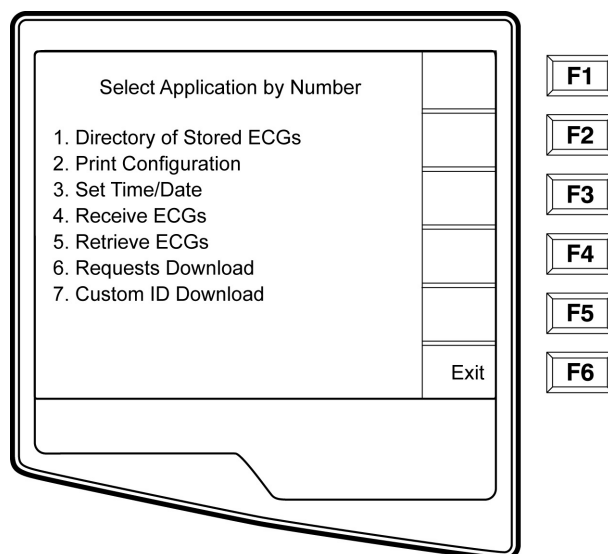 Select Application by Number
1. Directory of Stored ECGs
2. Print Configuration
3. Set Time/Date
4. Receive ECGs
5. Retrieve ECGs
6. Requests Download
7. Custom ID Download
Exit
F1
F2
F3
F4
F5
F6